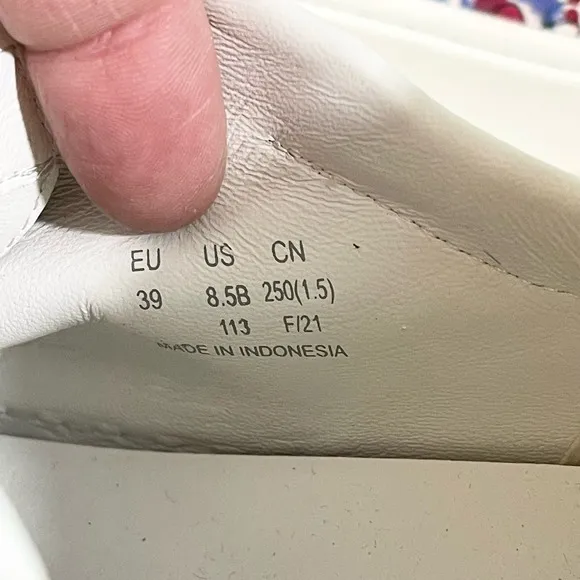 EU US CN
39 8.5B 250(1.5)
113 F/21
MADE IN INDONESIA